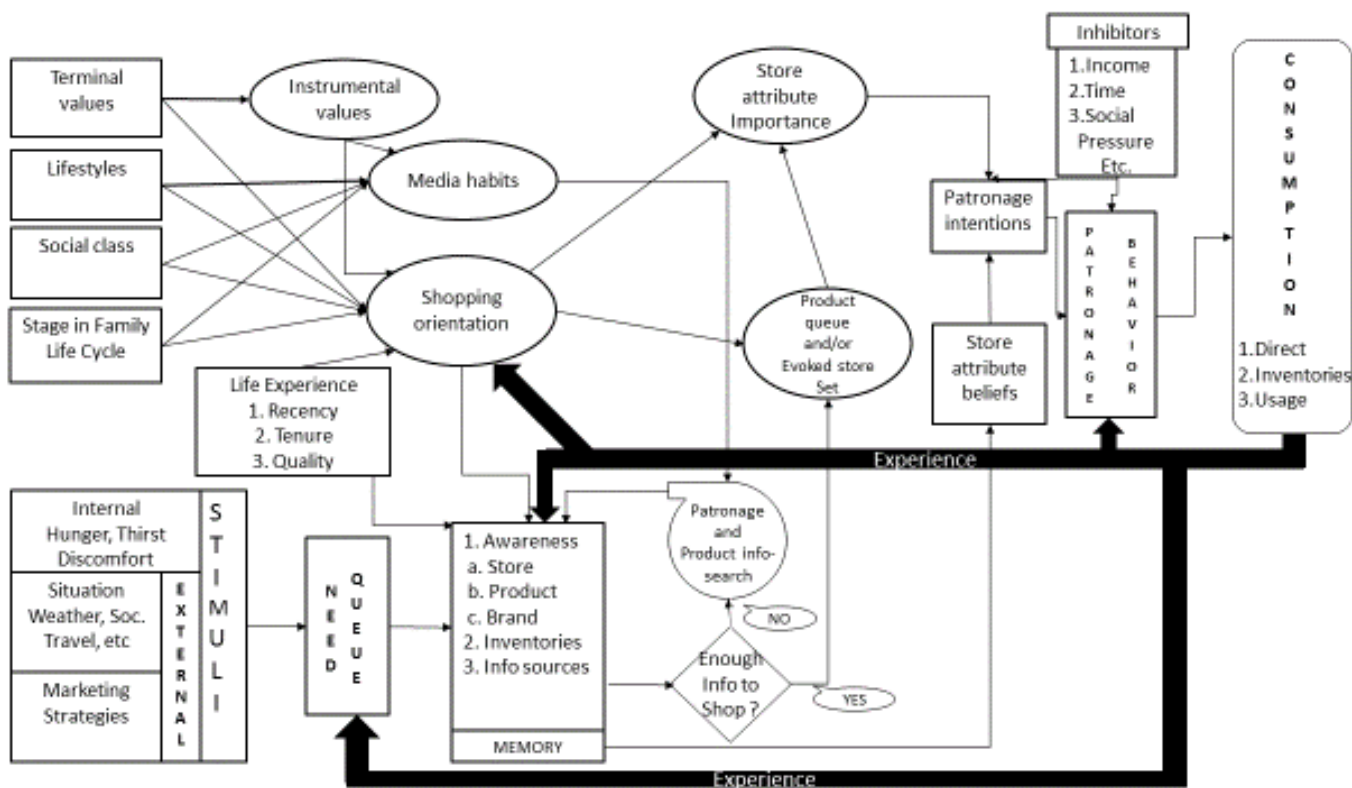 Terminal
values
Lifestyles
Social class
Stage in Family
Life Cycle
Instrumental
values
Media habits
Shopping
orientation
Life Experience
1. Recency
2. Tenure
3. Quality
Store
attribute
Importance
Product
queue
and/or
Evoked store
Set
Inhibitors
1.Income
2.Time
3.Social
Pressure
Etc.
Patronage
intentions
Store
attribute
beliefs
PATRONAGE
BEHAVIOR
CONSUMPTION
1.Direct
2.Inventories
3.Usage
Experience
Internal
Hunger, Thirst
Discomfort
Situation
Weather, Soc.
Travel, etc
Marketing
Strategies
EXTERNAL
STIMULI
NEED
QUEUE
1. Awareness
a. Store
b. Product
c. Brand
2. Inventories
3. Info sources
MEMORY
Patronage
and
Product info-
search
NO
Enough
Info to
Shop ?
YES
Experience